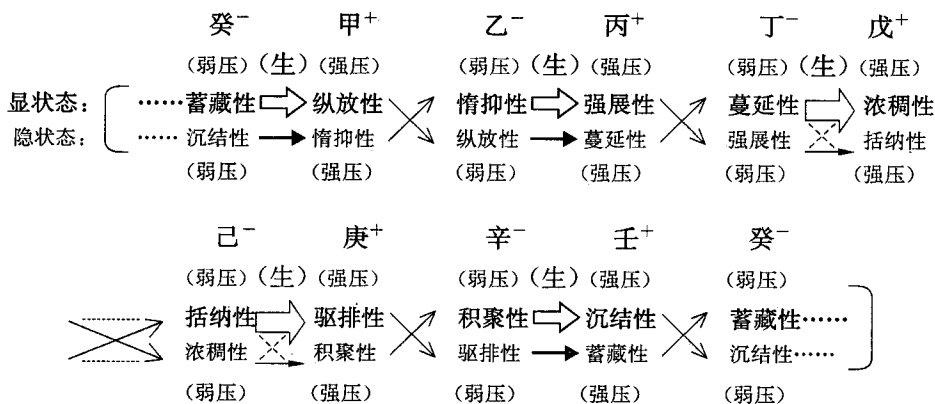 癸⁻ 甲⁺ 乙⁻ 丙⁺ 丁⁻ 戊⁺
(弱压)(生)(强压) (弱压)(生)(强压) (弱压)(生)(强压)
显状态： ……蓄藏性 纵放性 惰抑性 强展性 蔓延性 浓稠性
隐状态： ……沉结性 惰抑性 纵放性 蔓延性 强展性 括纳性
(弱压) (强压) (弱压) (强压) (弱压) (强压)
己⁻ 庚⁺ 辛⁻ 壬⁺ 癸⁻
(弱压)(生)(强压) (弱压)(生)(强压) (弱压)
括纳性 驱排性 积聚性 沉结性 蓄藏性……
浓稠性 积聚性 驱排性 蓄藏性 沉结性……
(弱压) (强压) (弱压) (强压) (弱压)